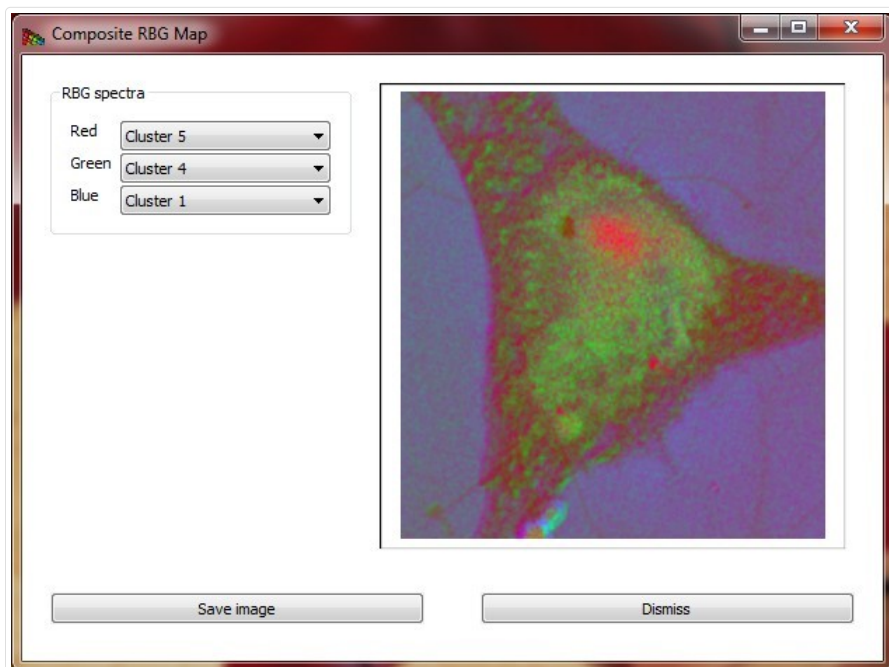 Composite RBG Map
RBG spectra
Red Cluster 5
Green Cluster 4
Blue Cluster 1
Save image Dismiss